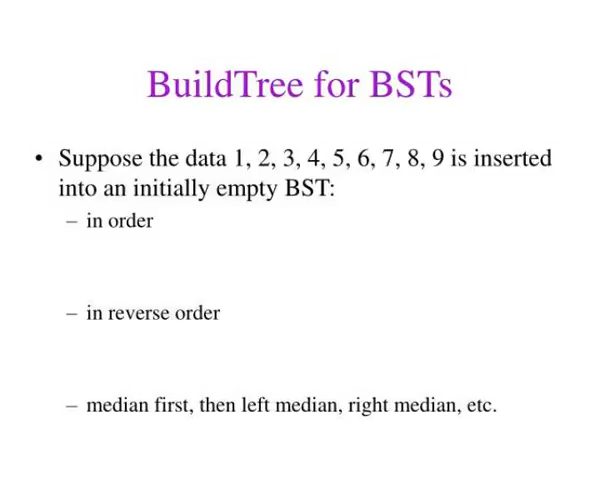 BuildTree for BSTs
• Suppose the data 1, 2, 3, 4, 5, 6, 7, 8, 9 is inserted
into an initially empty BST:
– in order
– in reverse order
– median first, then left median, right median, etc.